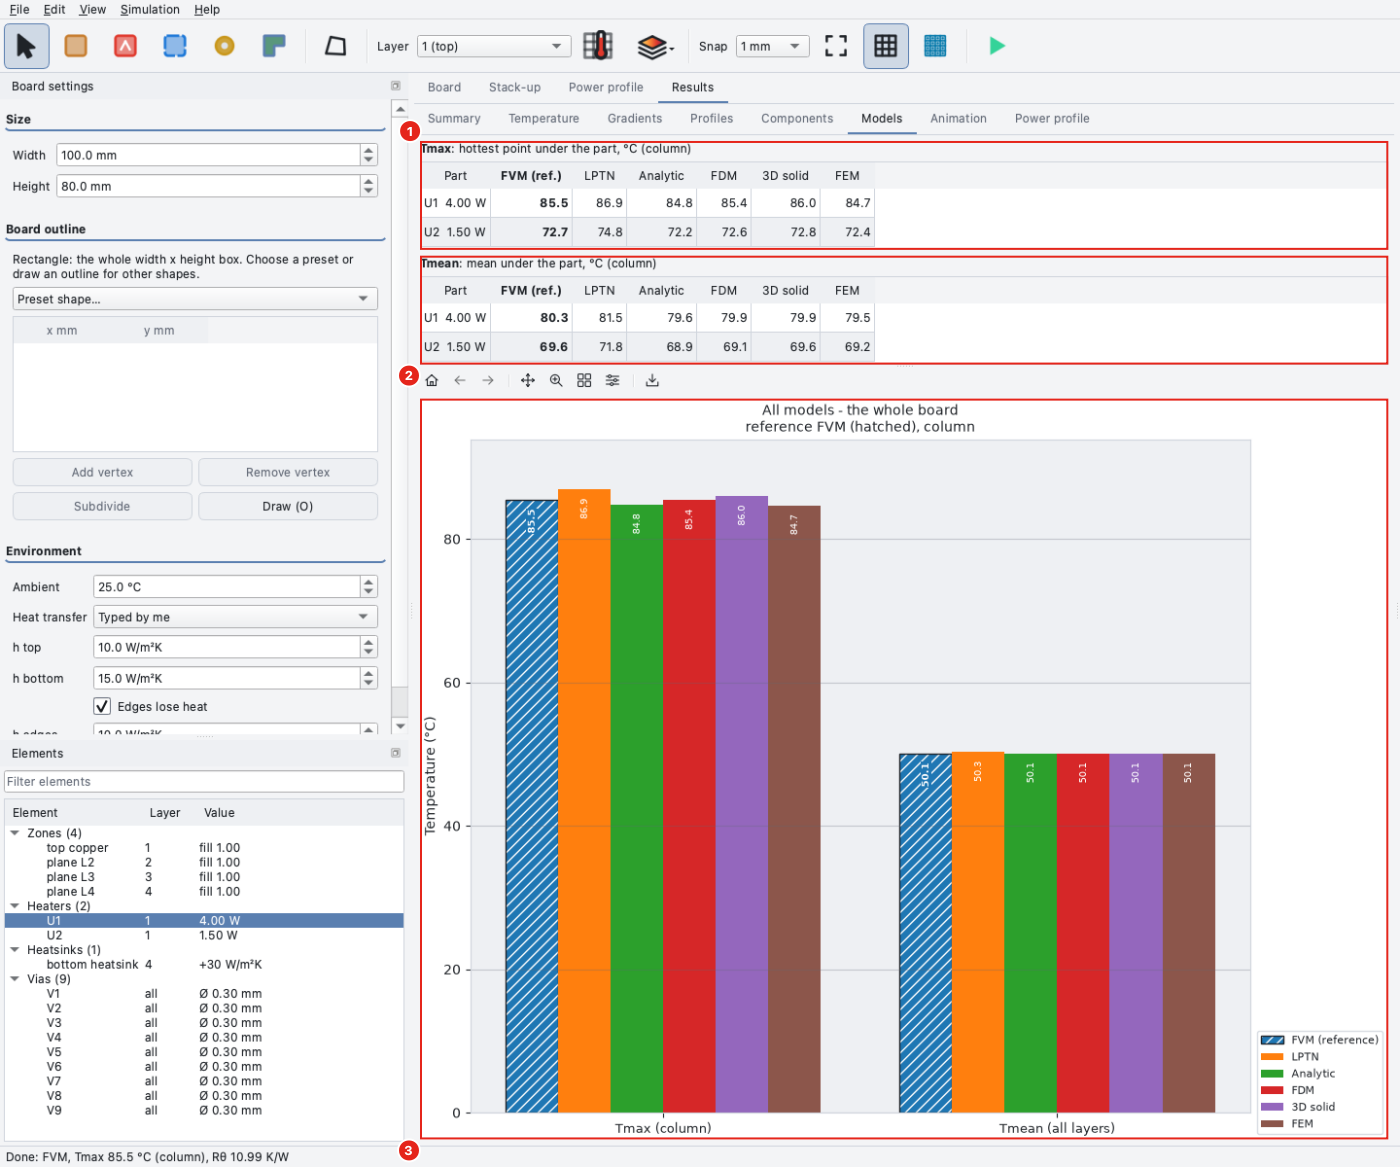 File Edit View Simulation Help
Layer 1 (top) Snap 1 mm
Board settings
Size
Width 100.0 mm
Height 80.0 mm
Board outline
Rectangle: the whole width x height box. Choose a preset or
draw an outline for other shapes.
Preset shape...
x mm y mm
Add vertex Remove vertex
Subdivide Draw (O)
Environment
Ambient 25.0 °C
Heat transfer Typed by me
h top 10.0 W/m²K
h bottom 15.0 W/m²K
Edges lose heat
h edges 10.0 W/m²K
Elements
Filter elements
Element Layer Value
Zones (4)
top copper 1 fill 1.00
plane L2 2 fill 1.00
plane L3 3 fill 1.00
plane L4 4 fill 1.00
Heaters (2)
U1 1 4.00 W
U2 1 1.50 W
Heatsinks (1)
bottom heatsink 4 +30 W/m²K
Vias (9)
V1 all Ø 0.30 mm
V2 all Ø 0.30 mm
V3 all Ø 0.30 mm
V4 all Ø 0.30 mm
V5 all Ø 0.30 mm
V6 all Ø 0.30 mm
V7 all Ø 0.30 mm
V8 all Ø 0.30 mm
V9 all Ø 0.30 mm
Board Stack-up Power profile Results
Summary Temperature Gradients Profiles Components Models Animation Power profile
1
Tmax: hottest point under the part, °C (column)
Part FVM (ref.) LPTN Analytic FDM 3D solid FEM
U1 4.00 W 85.5 86.9 84.8 85.4 86.0 84.7
U2 1.50 W 72.7 74.8 72.2 72.6 72.8 72.4
Tmean: mean under the part, °C (column)
Part FVM (ref.) LPTN Analytic FDM 3D solid FEM
U1 4.00 W 80.3 81.5 79.6 79.9 79.9 79.5
U2 1.50 W 69.6 71.8 68.9 69.1 69.6 69.2
2
All models - the whole board
reference FVM (hatched), column
Temperature (°C)
80
60
40
20
0
85.5 86.9 84.8 85.4 86.0 84.7
50.1 50.3 50.1 50.1 50.1 50.1
Tmax (column) Tmean (all layers)
FVM (reference)
LPTN
Analytic
FDM
3D solid
FEM
3
Done: FVM, Tmax 85.5 °C (column), Rθ 10.99 K/W